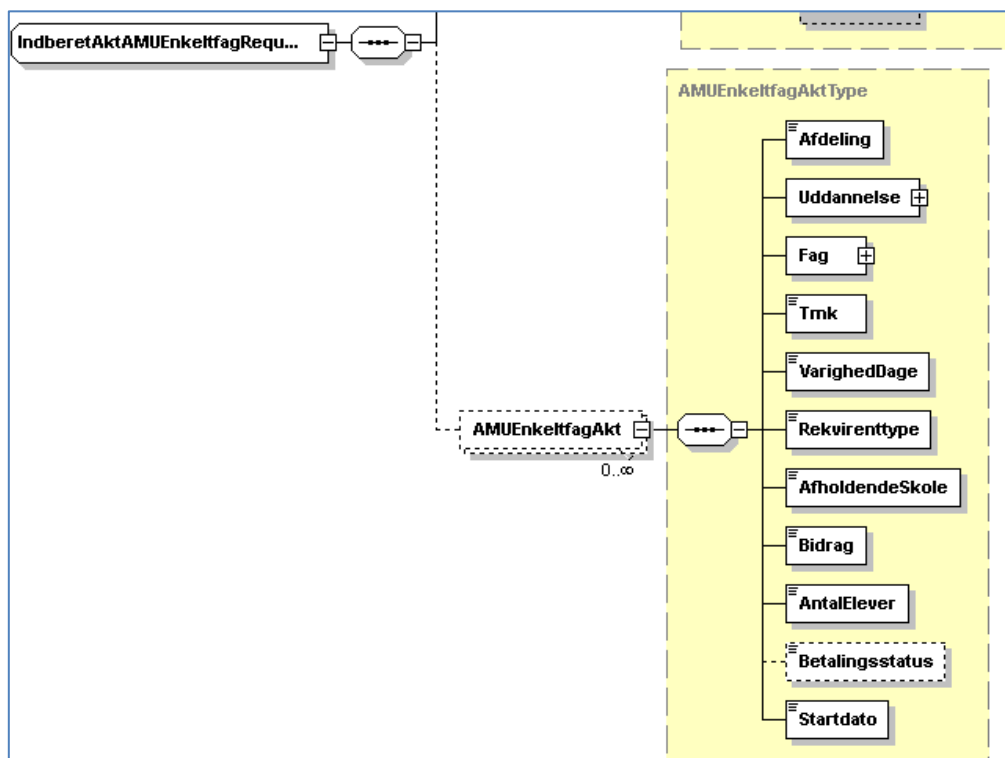 IndberetAktAMUEnkeltfagRequ...
AMUEnkeltfagAktType
Afdeling
Uddannelse
Fag
Tmk
VarighedDage
AMUEnkeltfagAkt
0..∞
Rekvirenttype
AfholdendeSkole
Bidrag
AntalElever
Betalingsstatus
Startdato